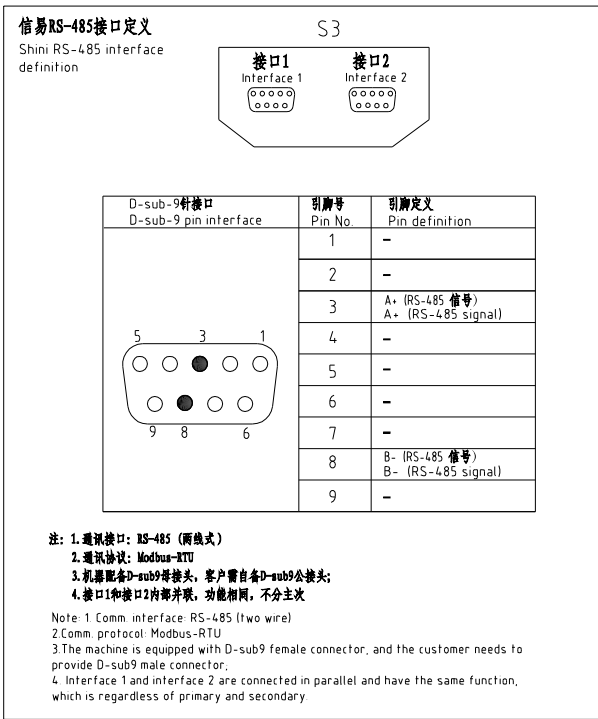 信易RS-485接口定义
Shini RS-485 interface
definition
S3
接口1
Interface 1
接口2
Interface 2
D-sub-9针接口
D-sub-9 pin interface
引脚号
Pin No.
引脚定义
Pin definition
1 -
2 -
3 A+ (RS-485 信号)
A+ (RS-485 signal)
4 -
5 -
6 -
7 -
8 B- (RS-485 信号)
B- (RS-485 signal)
9 -
5 3 1
9 8 6
注: 1.通讯接口: RS-485 (两线式)
2.通讯协议: Modbus-RTU
3.机器配备D-sub9母接头, 客户需自备D-sub9公接头;
4.接口1和接口2内部并联, 功能相同, 不分主次
Note: 1. Comm. interface: RS-485 (two wire)
2.Comm. protocol: Modbus-RTU
3.The machine is equipped with D-sub9 female connector, and the customer needs to
provide D-sub9 male connector,
4. Interface 1 and interface 2 are connected in parallel and have the same function,
which is regardless of primary and secondary.